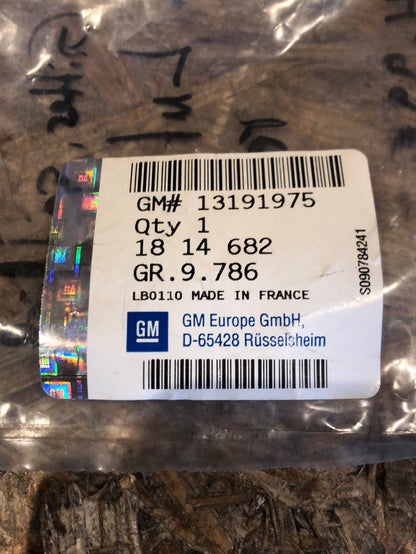 GM# 13191975
Qty 1
18 14 682
GR.9.786
LB0110 MADE IN FRANCE
GM
GM Europe GmbH,
D-65428 Rüsselsheim
S090784241